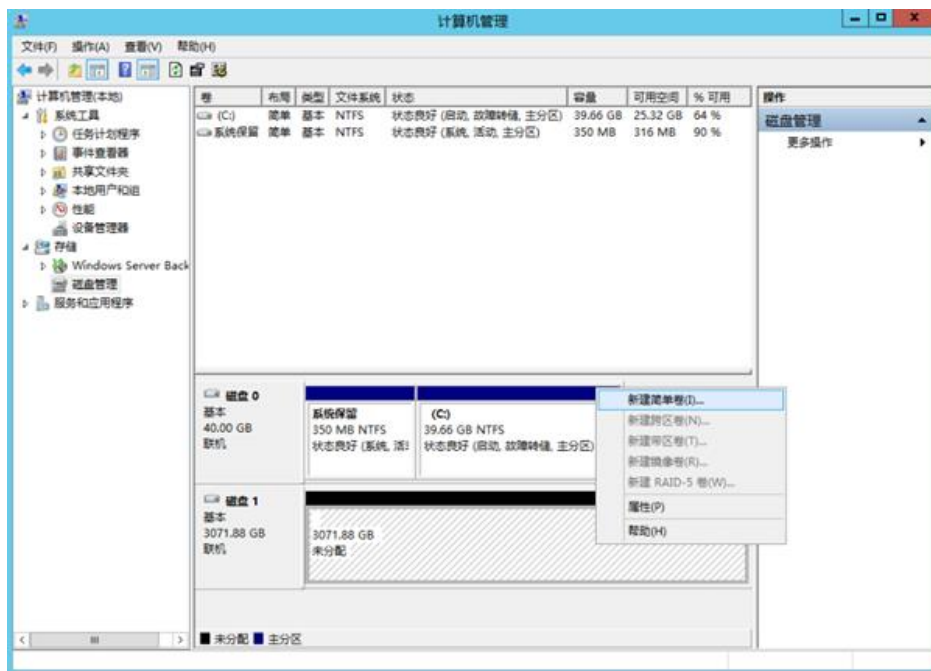 计算机管理
文件(F) 操作(A) 查看(V) 帮助(H)
计算机管理(本地)
系统工具
任务计划程序
事件查看器
共享文件夹
本地用户和组
性能
设备管理器
存储
Windows Server Back
磁盘管理
服务和应用程序
卷 布局 类型 文件系统 状态 容量 可用空间 % 可用
(C:) 简单 基本 NTFS 状态良好 (启动, 故障转储, 主分区) 39.66 GB 25.32 GB 64 %
系统保留 简单 基本 NTFS 状态良好 (系统, 活动, 主分区) 350 MB 316 MB 90 %
操作
磁盘管理
更多操作
磁盘 0
基本
40.00 GB
联机
系统保留
350 MB NTFS
状态良好 (系统, 活
(C:)
39.66 GB NTFS
状态良好 (启动, 故障转储, 主分区)
磁盘 1
基本
3071.88 GB
联机
3071.88 GB
未分配
新建简单卷(I)...
新建跨区卷(N)...
新建带区卷(T)...
新建镜像卷(R)...
新建 RAID-5 卷(W)...
属性(P)
帮助(H)
未分配 主分区